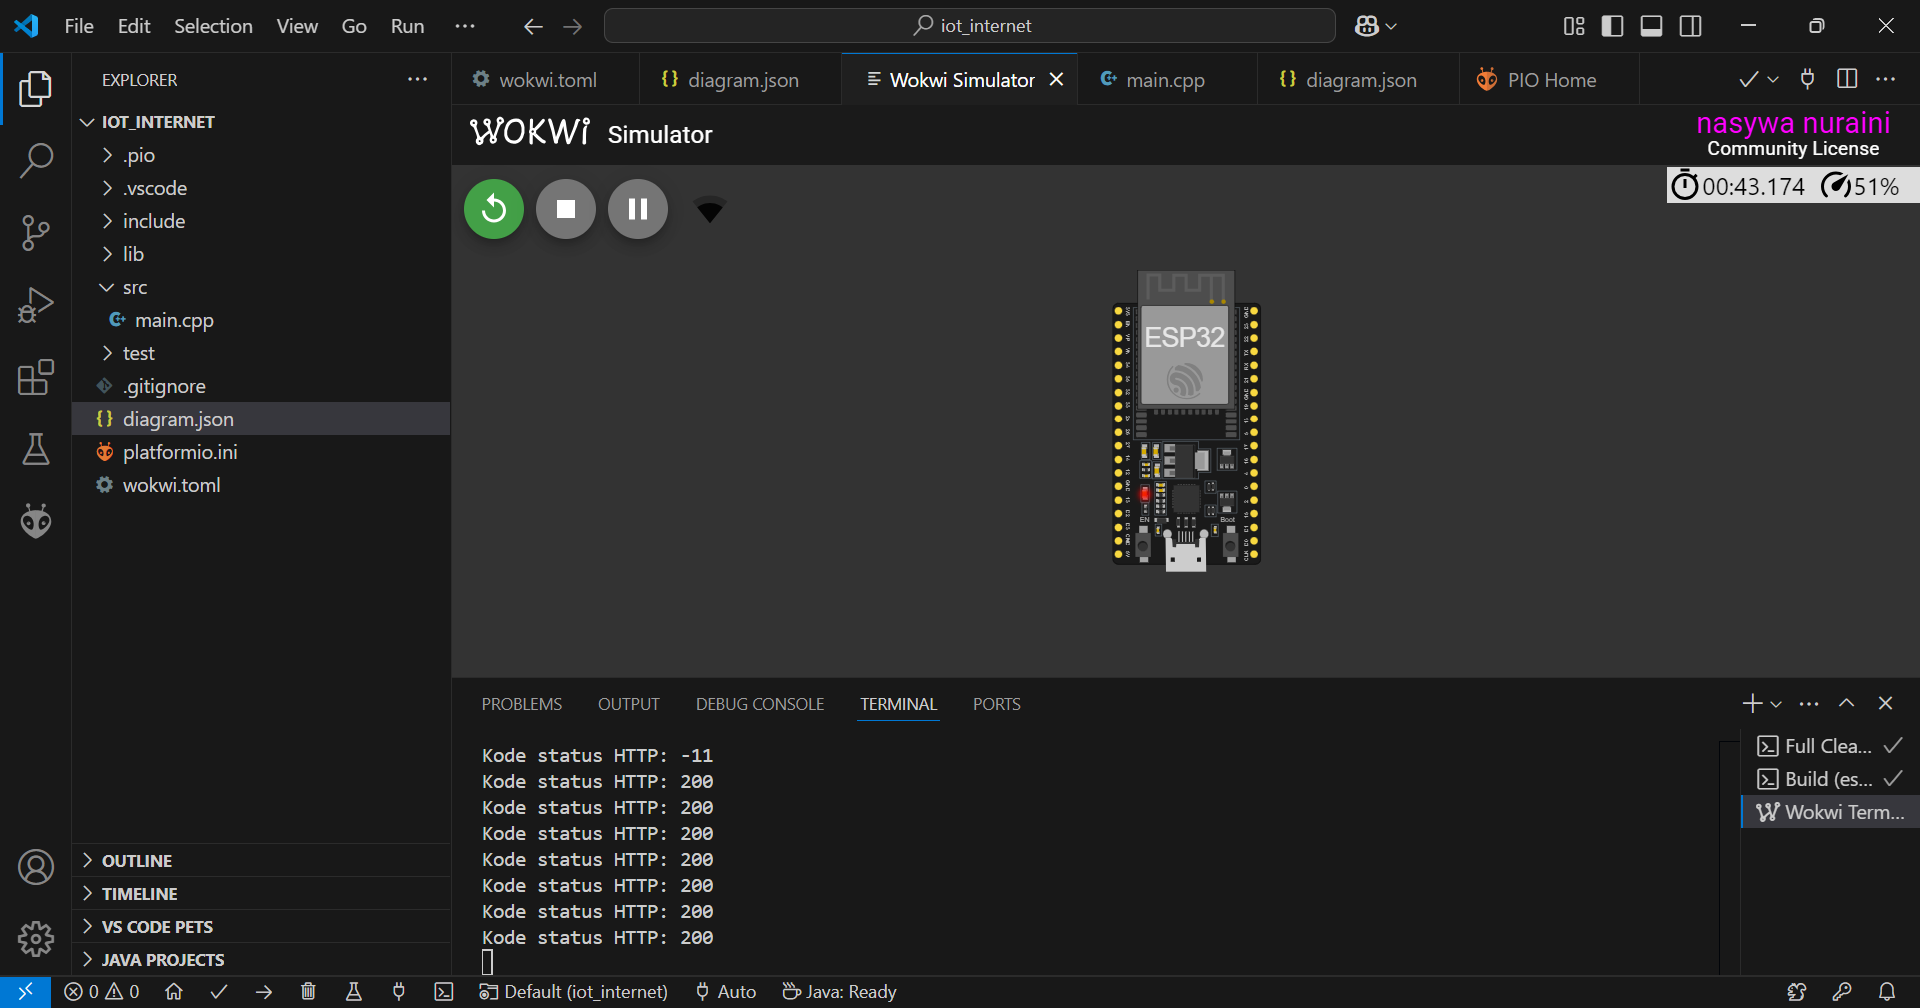 File Edit Selection View Go Run ··· iot_internet
EXPLORER ···
IOT_INTERNET
.pio
.vscode
include
lib
src
main.cpp
test
.gitignore
diagram.json
platformio.ini
wokwi.toml
OUTLINE
TIMELINE
VS CODE PETS
JAVA PROJECTS
wokwi.toml {} diagram.json Wokwi Simulator main.cpp {} diagram.json PIO Home
WOKWi Simulator
nasywa nuraini
Community License
00:43.174 51%
ESP32
EN Boot
PROBLEMS OUTPUT DEBUG CONSOLE TERMINAL PORTS
Kode status HTTP: -11
Kode status HTTP: 200
Kode status HTTP: 200
Kode status HTTP: 200
Kode status HTTP: 200
Kode status HTTP: 200
Kode status HTTP: 200
Kode status HTTP: 200
Full Clea...
Build (es...
Wokwi Term...
0 0 Default (iot_internet) Auto Java: Ready